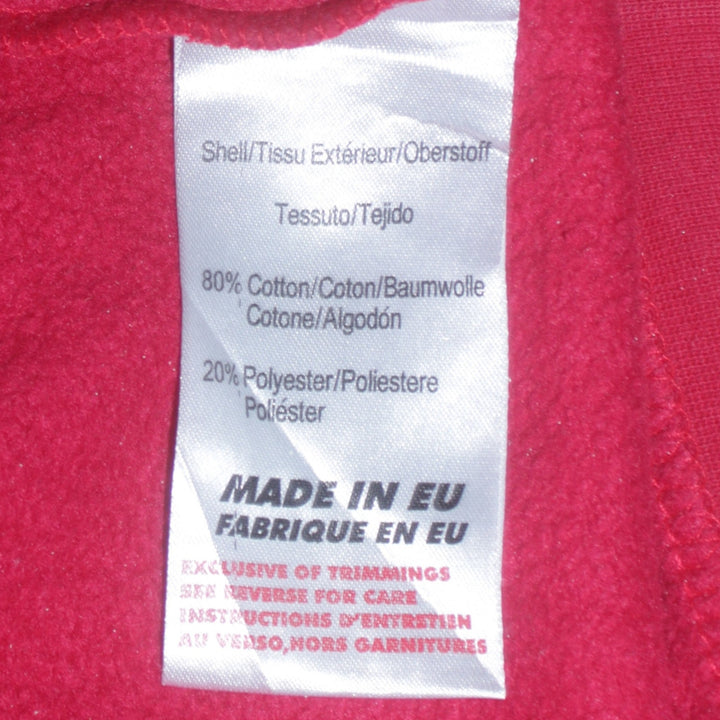 Shell/Tissu Extérieur/Oberstoff
Tessuto/Tejido
80% Cotton/Coton/Baumwolle
Cotone/Algodón
20% Polyester/Poliestere
Poliéster
MADE IN EU
FABRIQUE EN EU
EXCLUSIVE OF TRIMMINGS
SEE REVERSE FOR CARE
INSTRUCTIONS D'ENTRETIEN
AU VERSO,HORS GARNITURES